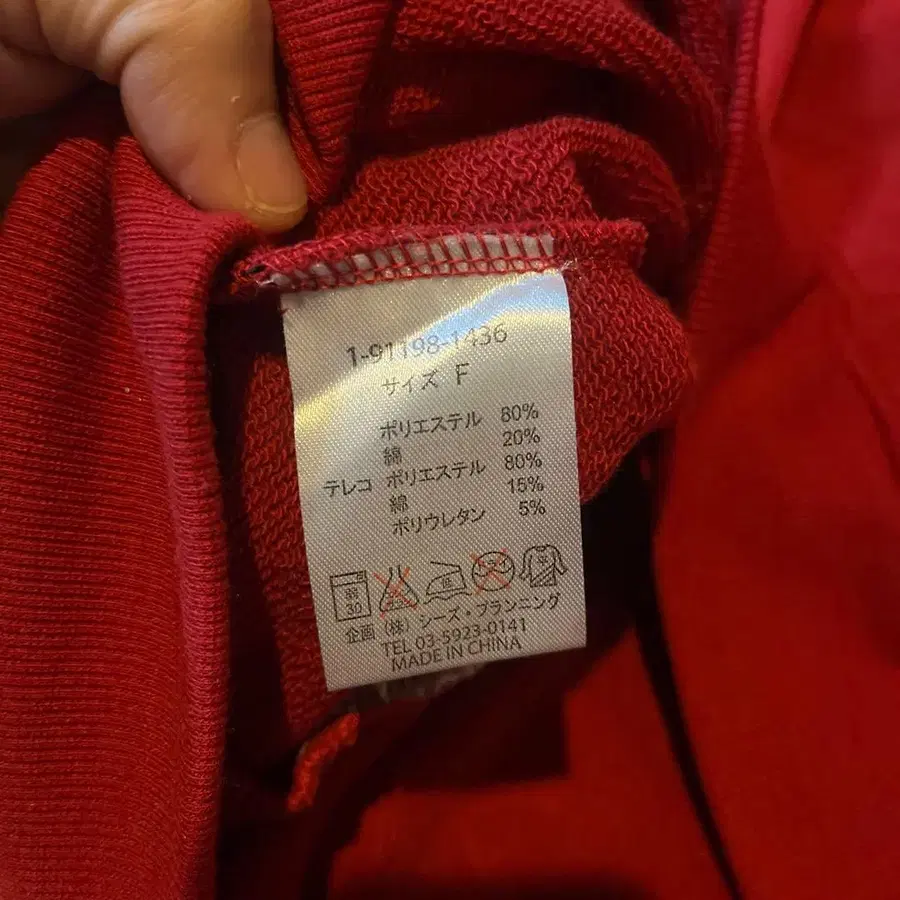 1-91198-1436
サイズ F
ポリエステル 80%
綿 20%
テレコ ポリエステル 80%
綿 15%
ポリウレタン 5%
弱
30
企画 (株) シーズ・プランニング
TEL 03-5923-0141
MADE IN CHINA